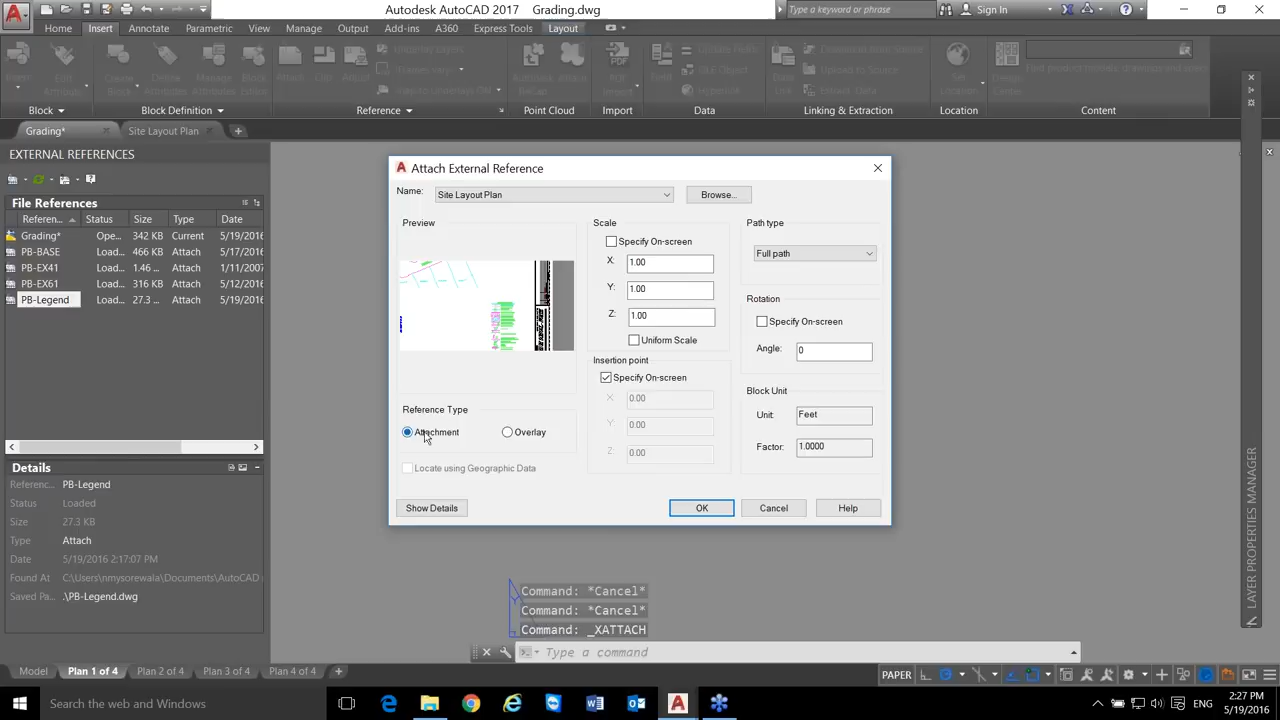 Autodesk AutoCAD 2017 Grading.dwg
Type a keyword or phrase
Sign In
Home Insert Annotate Parametric View Manage Output Add-ins A360 Express Tools Layout
Block
Block Definition
Reference
Point Cloud
Import
Data
Linking & Extraction
Location
Content
Grading*
Site Layout Plan
EXTERNAL REFERENCES
File References
Referen... Status Size Type Date
Grading* Ope... 342 KB Current 5/19/2016
PB-BASE Load... 466 KB Attach 5/17/2016
PB-EX41 Load... 1.46 ... Attach 1/11/2007
PB-EX61 Load... 316 KB Attach 5/12/2016
PB-Legend Load... 27.3 ... Attach 5/19/2016
Details
Referenc... PB-Legend
Status Loaded
Size 27.3 KB
Type Attach
Date 5/19/2016 2:17:07 PM
Found At C:\Users\nmysorewala\Documents\AutoCAD
Saved Pa... .\PB-Legend.dwg
Attach External Reference
Name: Site Layout Plan Browse...
Preview
Reference Type
Attachment Overlay
Locate using Geographic Data
Show Details
Scale
Specify On-screen
X: 1.00
Y: 1.00
Z: 1.00
Uniform Scale
Insertion point
Specify On-screen
X 0.00
Y: 0.00
Z: 0.00
Path type
Full path
Rotation
Specify On-screen
Angle: 0
Block Unit
Unit: Feet
Factor: 1.0000
OK Cancel Help
Command: *Cancel*
Command: *Cancel*
Command: _XATTACH
Type a command
LAYER PROPERTIES MANAGER
Model Plan 1 of 4 Plan 2 of 4 Plan 3 of 4 Plan 4 of 4
PAPER
Search the web and Windows
ENG
2:27 PM
5/19/2016